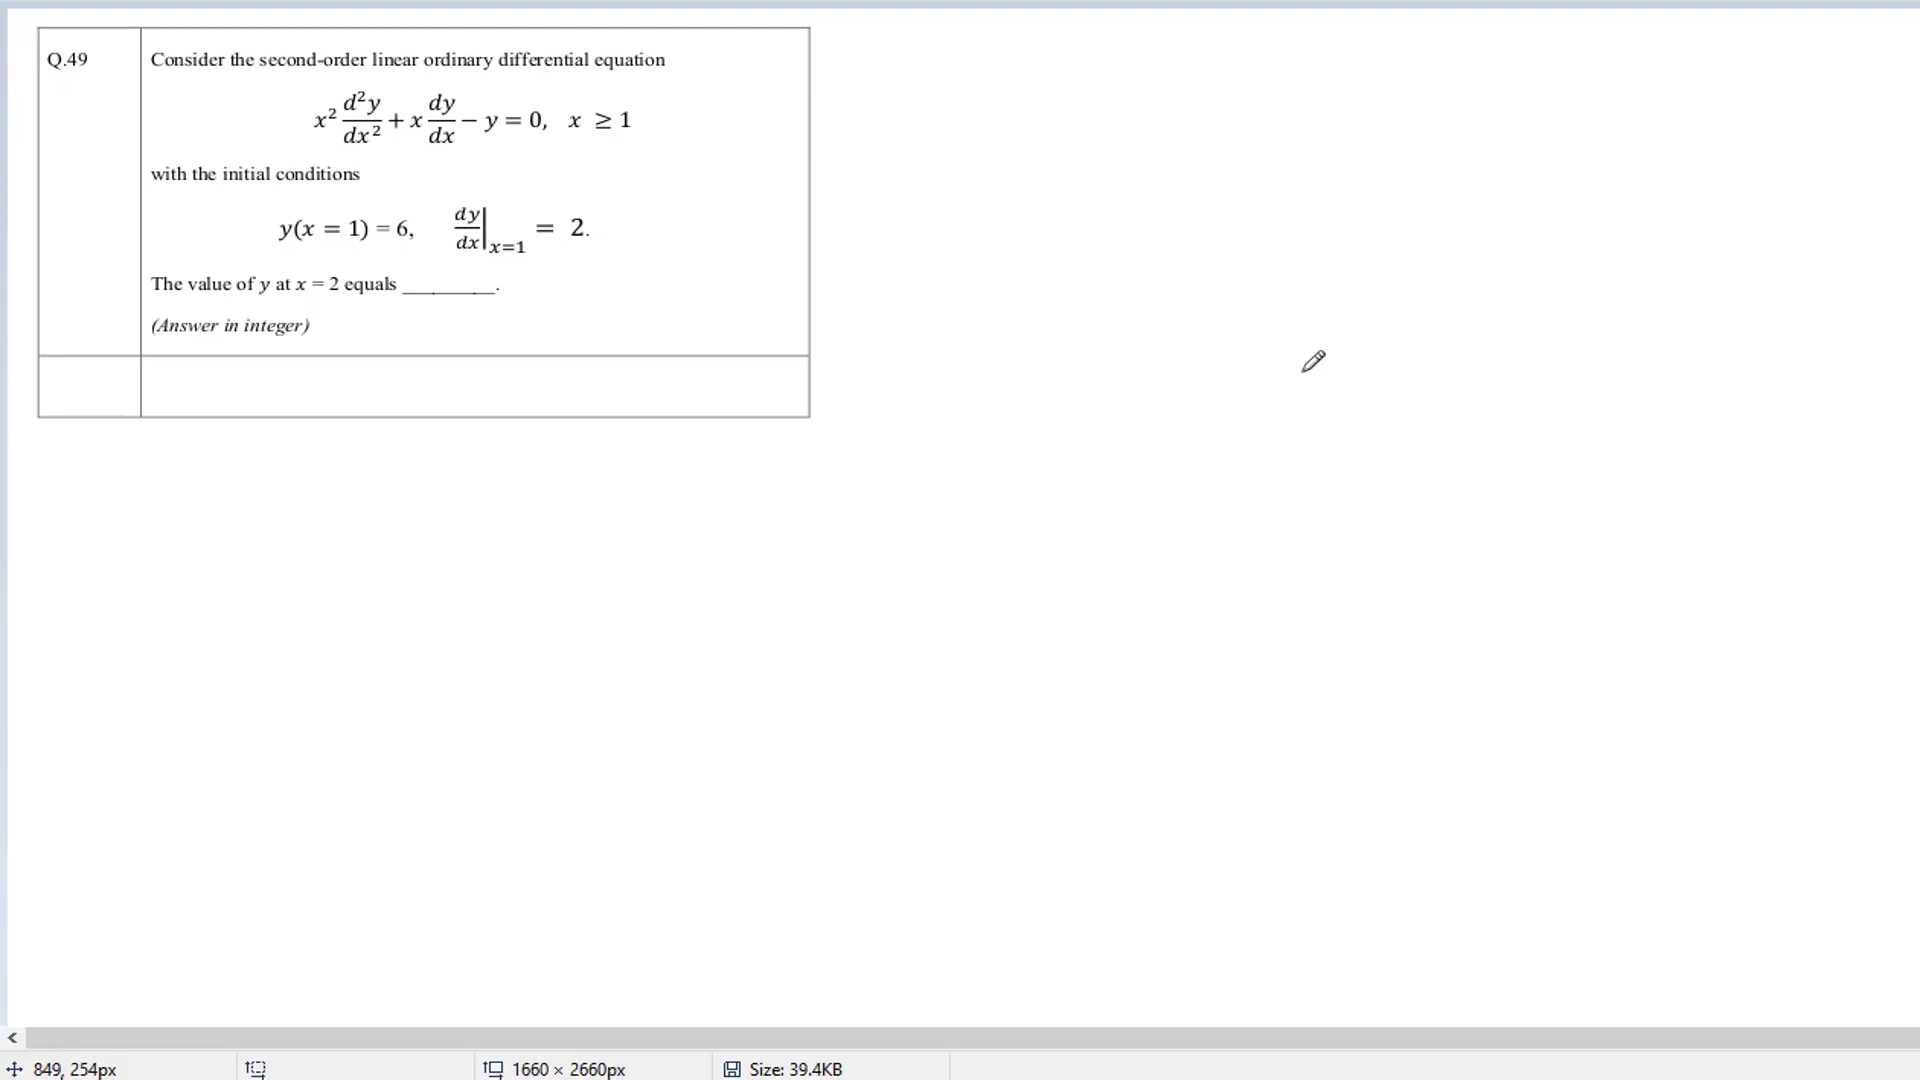 Q.49
Consider the second-order linear ordinary differential equation
x² d²y/dx² + x dy/dx − y = 0, x ≥ 1
with the initial conditions
y(x = 1) = 6, dy/dx|x=1 = 2.
The value of y at x = 2 equals __________.
(Answer in integer)
849, 254px
1660 × 2660px
Size: 39.4KB